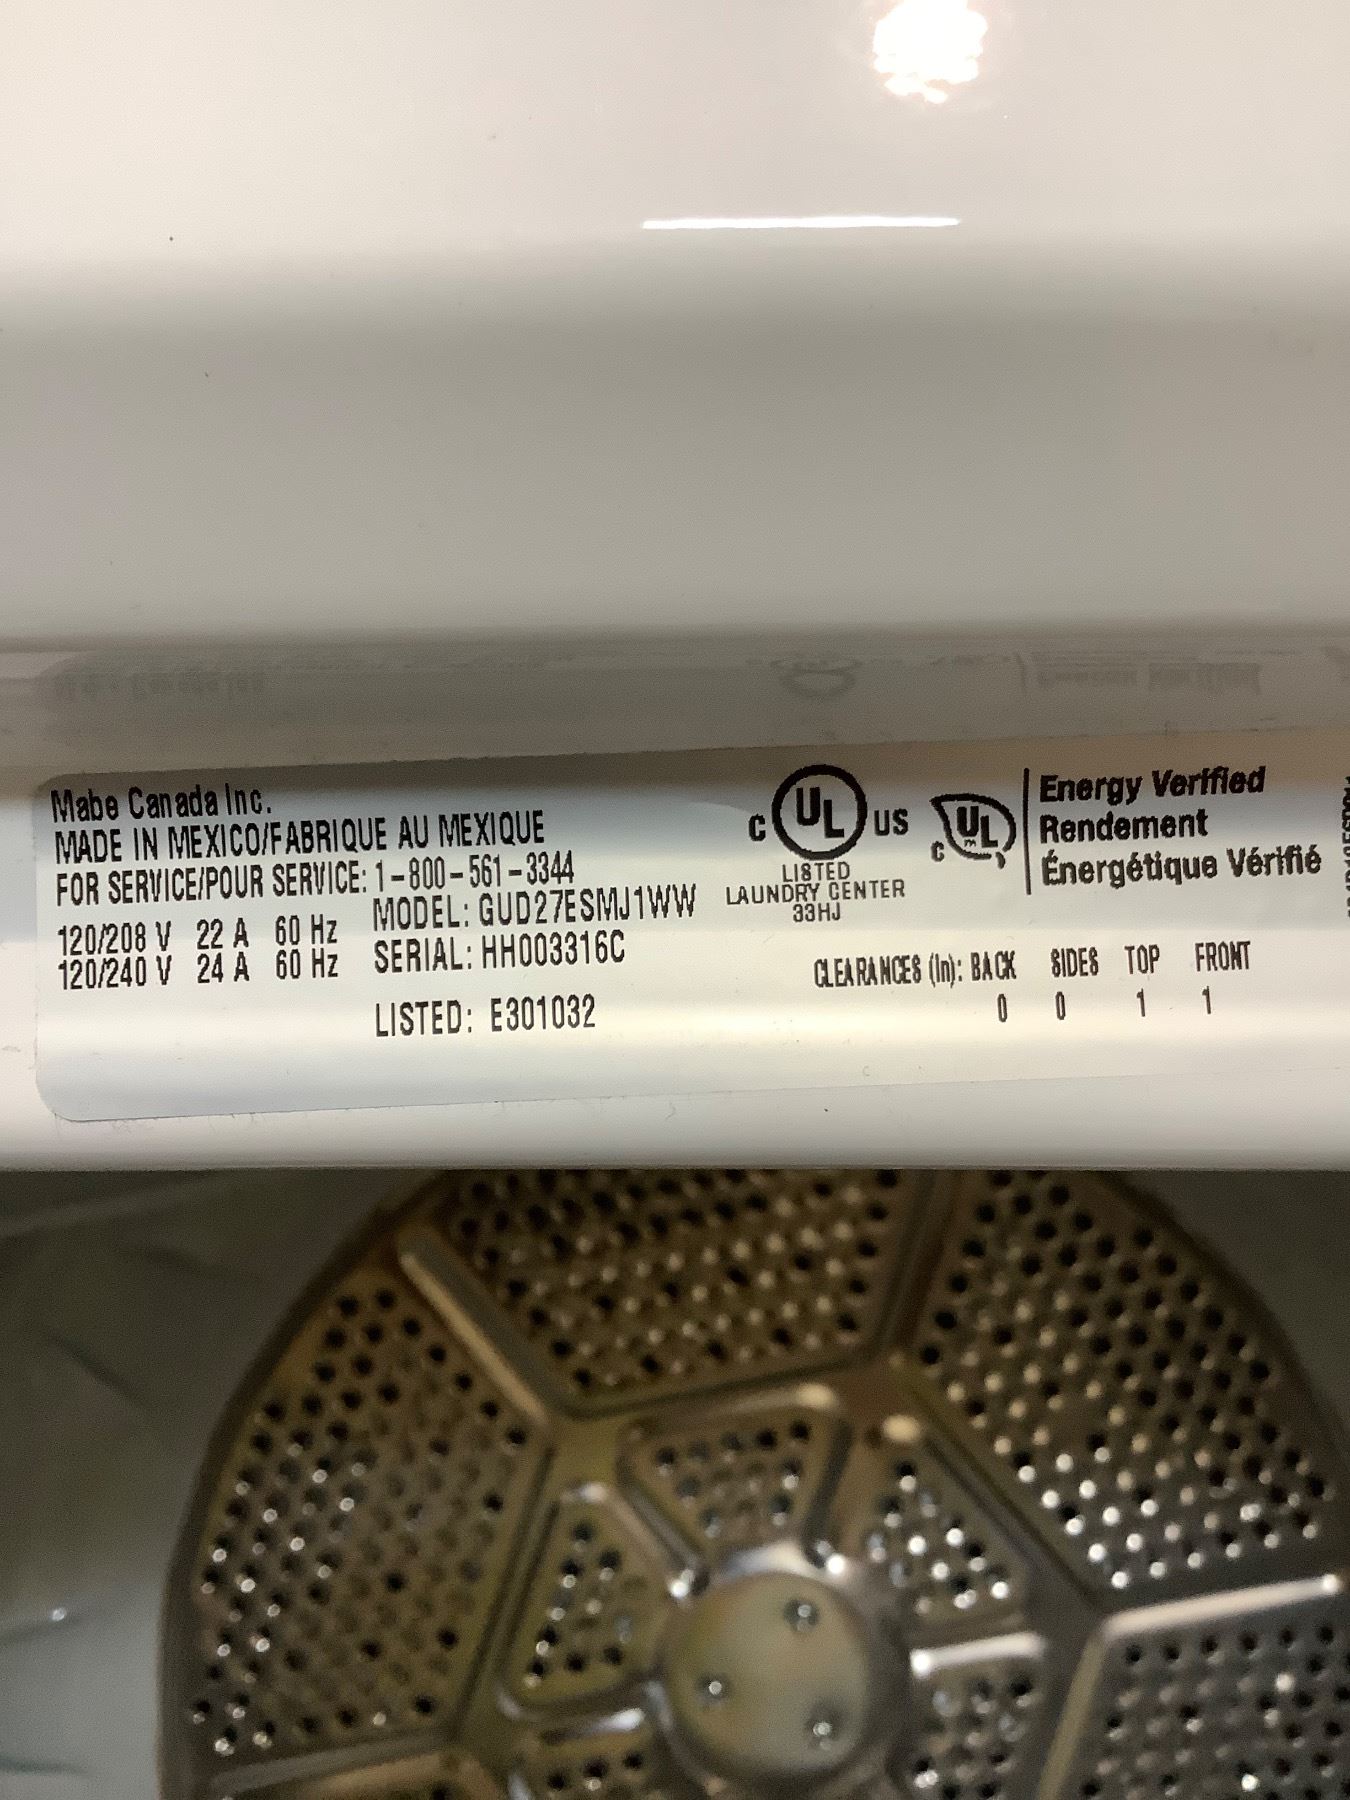 Mabe Canada Inc.
MADE IN MEXICO/FABRIQUE AU MEXIQUE
FOR SERVICE/POUR SERVICE: 1-800-561-3344
120/208 V 22 A 60 Hz
120/240 V 24 A 60 Hz
MODEL: GUD27ESMJ1WW
SERIAL: HH003316C
LISTED: E301032
C UL US
LISTED
LAUNDRY CENTER
33HJ
C UL
Energy Verified
Rendement
Énergétique Vérifié
CLEARANCES (In): BACK SIDES TOP FRONT
0 0 1 1